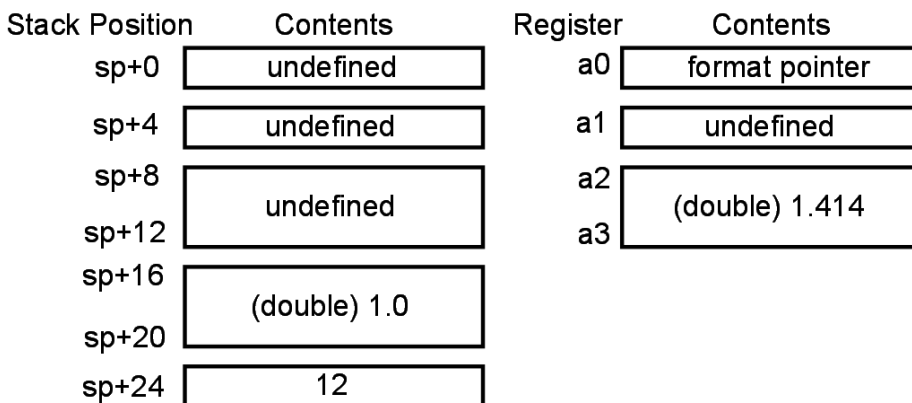 Stack Position Contents Register Contents
sp+0 undefined a0 format pointer
sp+4 undefined a1 undefined
sp+8 a2
undefined (double) 1.414
sp+12 a3
sp+16
(double) 1.0
sp+20
sp+24 12